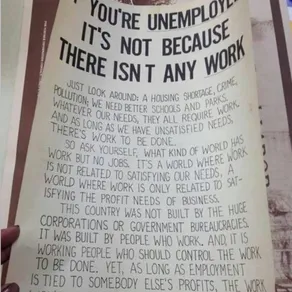 YOU'RE UNEMPLOYE
IT'S NOT BECAUSE
THERE ISN'T ANY WORK
JUST LOOK AROUND: A HOUSING SHORTAGE, CRIME,
POLLUTION; WE NEED BETTER SCHOOLS AND PARKS.
WHATEVER OUR NEEDS, THEY ALL REQUIRE WORK.
AND AS LONG AS WE HAVE UNSATISFIED NEEDS,
THERE'S WORK TO BE DONE.
SO ASK YOURSELF, WHAT KIND OF WORLD HAS
WORK BUT NO JOBS. IT'S A WORLD WHERE WORK
IS NOT RELATED TO SATISFYING OUR NEEDS, A
WORLD WHERE WORK IS ONLY RELATED TO SAT-
ISFYING THE PROFIT NEEDS OF BUSINESS.
THIS COUNTRY WAS NOT BUILT BY THE HUGE
CORPORATIONS OR GOVERNMENT BUREAUCRACIES.
IT WAS BUILT BY PEOPLE WHO WORK. AND, IT IS
WORKING PEOPLE WHO SHOULD CONTROL THE WORK
TO BE DONE. YET, AS LONG AS EMPLOYMENT
IS TIED TO SOMEBODY ELSE'S PROFITS, THE WORK